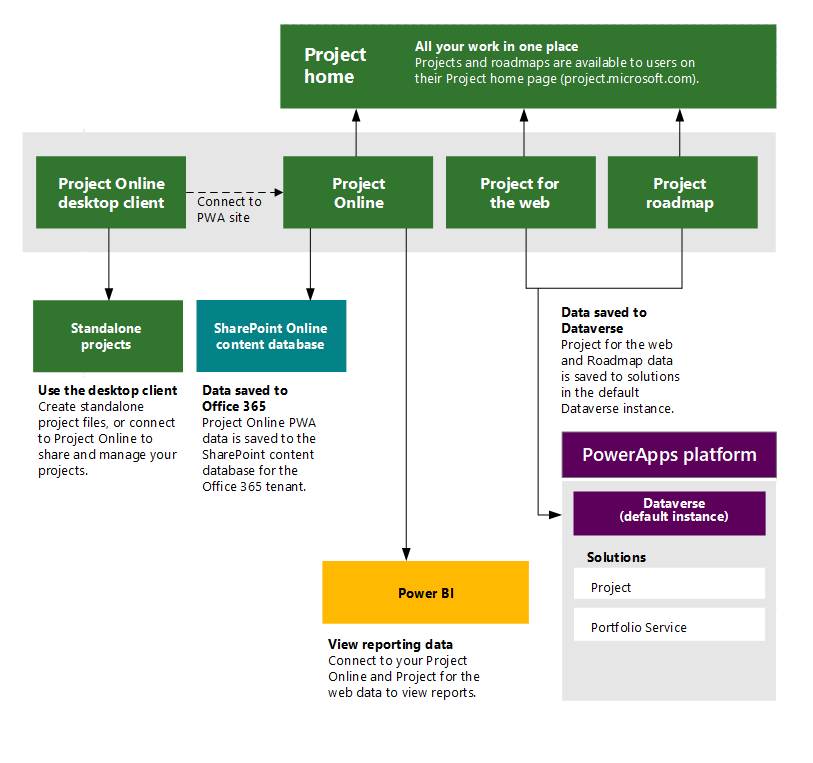 Project
home
All your work in one place
Projects and roadmaps are available to users on
their Project home page (project.microsoft.com).
Project Online
desktop client
Connect to
PWA site
Project
Online
Project for
the web
Project
roadmap
Standalone
projects
Use the desktop client
Create standalone
project files, or connect
to Project Online to
share and manage your
projects.
SharePoint Online
content database
Data saved to
Office 365
Project Online PWA
data is saved to the
SharePoint content
database for the
Office 365 tenant.
Data saved to
Dataverse
Project for the web
and Roadmap data
is saved to solutions
in the default
Dataverse instance.
PowerApps platform
Dataverse
(default instance)
Solutions
Project
Portfolio Service
Power BI
View reporting data
Connect to your Project
Online and Project for the
web data to view reports.